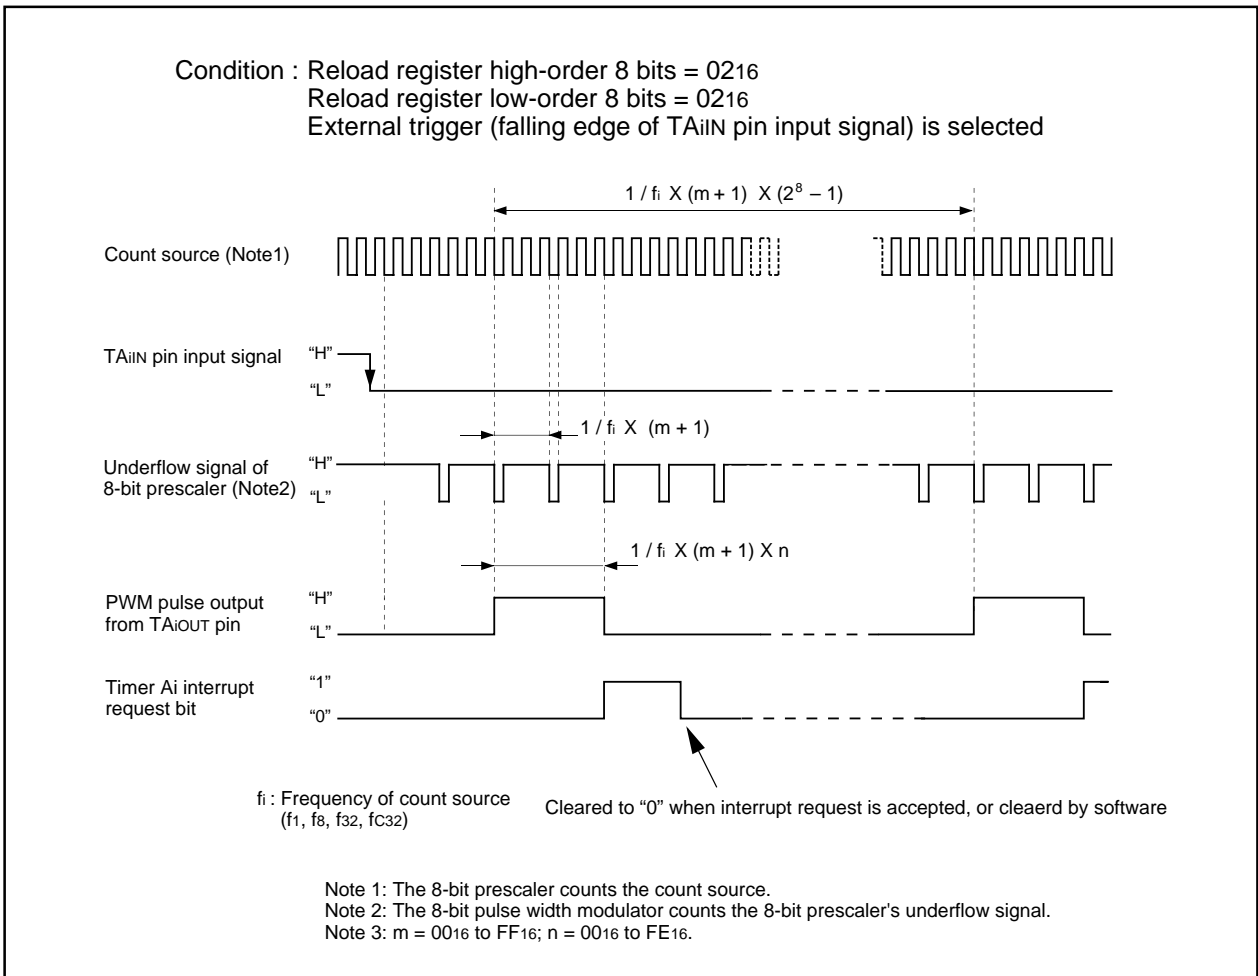 Condition : Reload register high-order 8 bits = 0216
Reload register low-order 8 bits = 0216
External trigger (falling edge of TAiIN pin input signal) is selected
1 / fi X (m + 1) X (2⁸ – 1)
Count source (Note1)
TAiIN pin input signal
“H”
“L”
1 / fi X (m + 1)
Underflow signal of
8-bit prescaler (Note2)
“H”
“L”
1 / fi X (m + 1) X n
PWM pulse output
from TAiOUT pin
“H”
“L”
Timer Ai interrupt
request bit
“1”
“0”
fi : Frequency of count source
(f1, f8, f32, fC32)
Cleared to “0” when interrupt request is accepted, or cleaerd by software
Note 1: The 8-bit prescaler counts the count source.
Note 2: The 8-bit pulse width modulator counts the 8-bit prescaler's underflow signal.
Note 3: m = 0016 to FF16; n = 0016 to FE16.